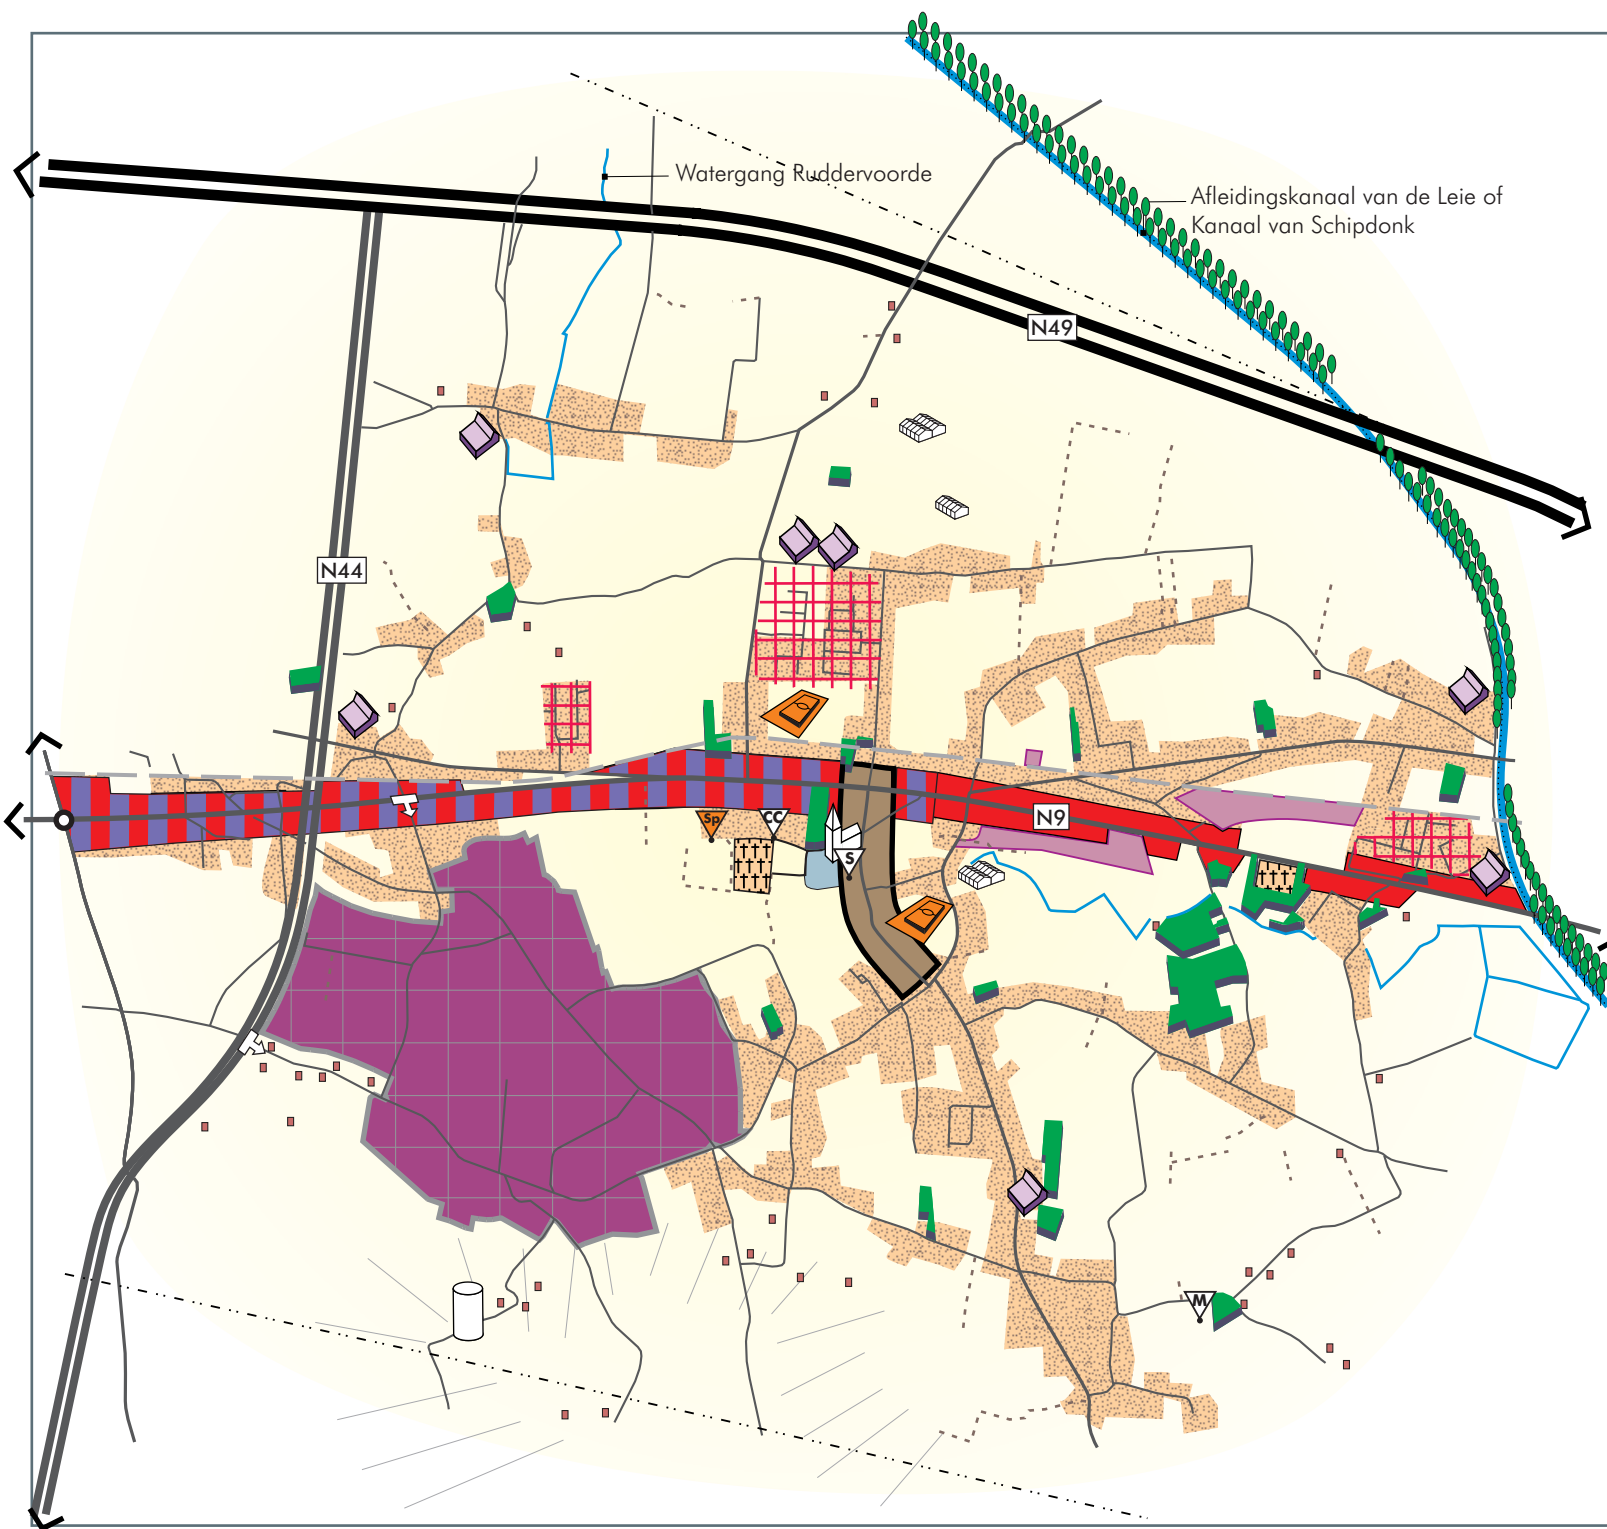 Watergang Ruddervoorde
Afleidingskanaal van de Leie of
Kanaal van Schipdonk
N49
N44
N9
Sp
CC
S
M